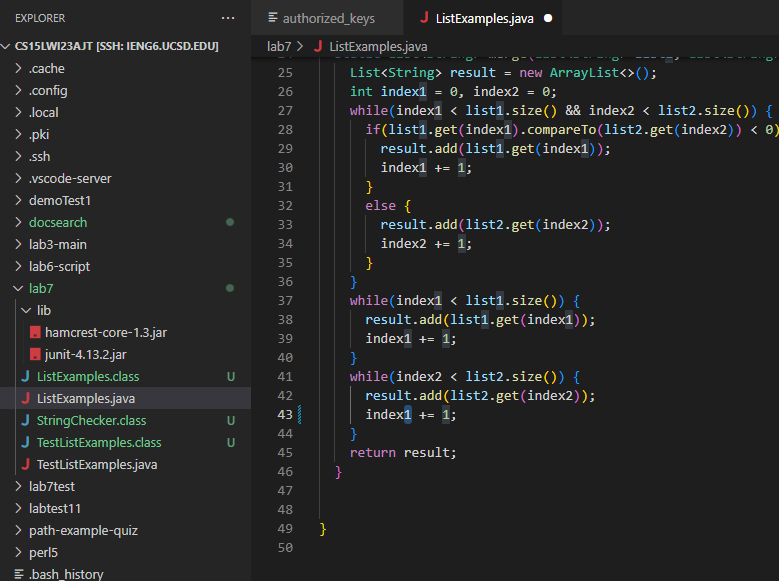 EXPLORER
CS15LWI23AJT [SSH: IENG6.UCSD.EDU]
.cache
.config
.local
.pki
.ssh
.vscode-server
demoTest1
docsearch
lab3-main
lab6-script
lab7
lib
hamcrest-core-1.3.jar
junit-4.13.2.jar
ListExamples.class U
ListExamples.java
StringChecker.class U
TestListExamples.class U
TestListExamples.java
lab7test
labtest11
path-example-quiz
perl5
.bash_history
authorized_keys
ListExamples.java
lab7 > ListExamples.java
25 List<String> result = new ArrayList<>();
26 int index1 = 0, index2 = 0;
27 while(index1 < list1.size() && index2 < list2.size()) {
28 if(list1.get(index1).compareTo(list2.get(index2)) < 0)
29 result.add(list1.get(index1));
30 index1 += 1;
31 }
32 else {
33 result.add(list2.get(index2));
34 index2 += 1;
35 }
36 }
37 while(index1 < list1.size()) {
38 result.add(list1.get(index1));
39 index1 += 1;
40 }
41 while(index2 < list2.size()) {
42 result.add(list2.get(index2));
43 index1 += 1;
44 }
45 return result;
46 }
47
48
49 }
50